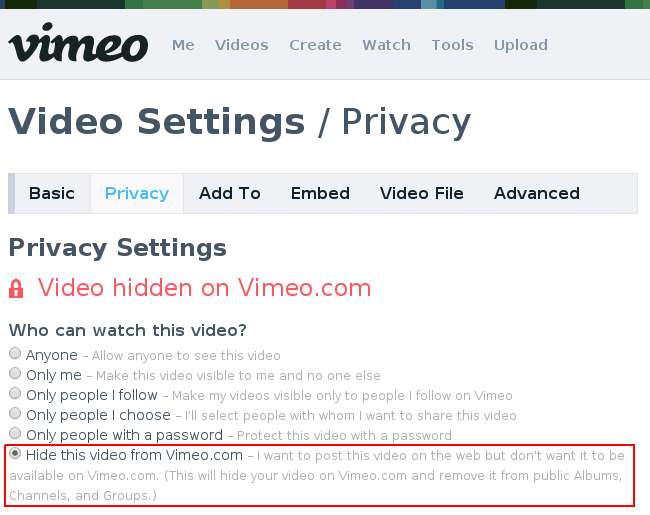 vimeo Me Videos Create Watch Tools Upload
Video Settings / Privacy
Basic Privacy Add To Embed Video File Advanced
Privacy Settings
Video hidden on Vimeo.com
Who can watch this video?
Anyone – Allow anyone to see this video
Only me – Make this video visible to me and no one else
Only people I follow – Make my videos visible only to people I follow on Vimeo
Only people I choose – I'll select people with whom I want to share this video
Only people with a password – Protect this video with a password
Hide this video from Vimeo.com – I want to post this video on the web but don't want it to be
available on Vimeo.com. (This will hide your video on Vimeo.com and remove it from public Albums,
Channels, and Groups.)